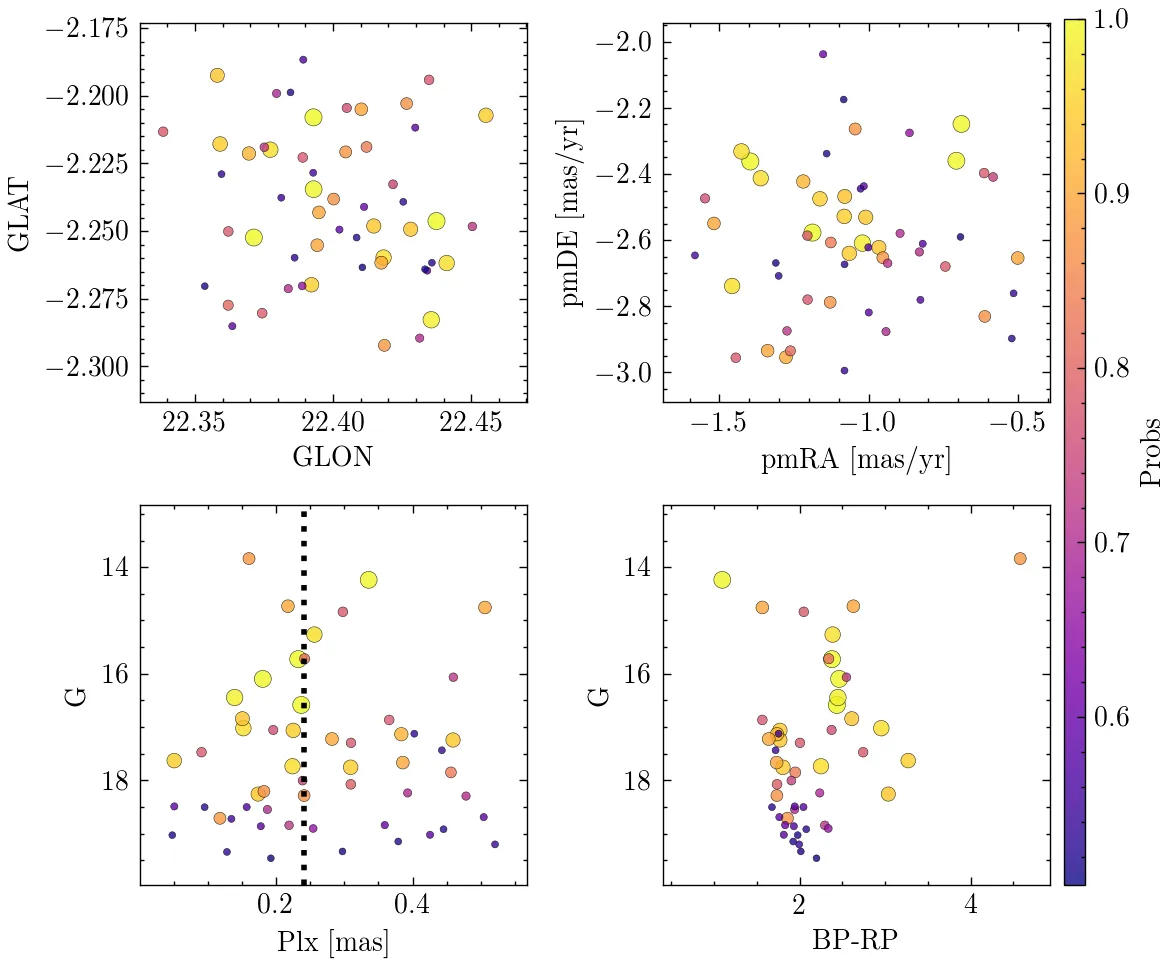 −2.175
−2.200
−2.225
−2.250
−2.275
−2.300
GLAT
22.35 22.40 22.45
GLON
−2.0
−2.2
−2.4
−2.6
−2.8
−3.0
pmDE [mas/yr]
−1.5 −1.0 −0.5
pmRA [mas/yr]
1.0
0.9
0.8
0.7
0.6
Probs
14
16
18
G
0.2 0.4
Plx [mas]
14
16
18
G
2 4
BP-RP